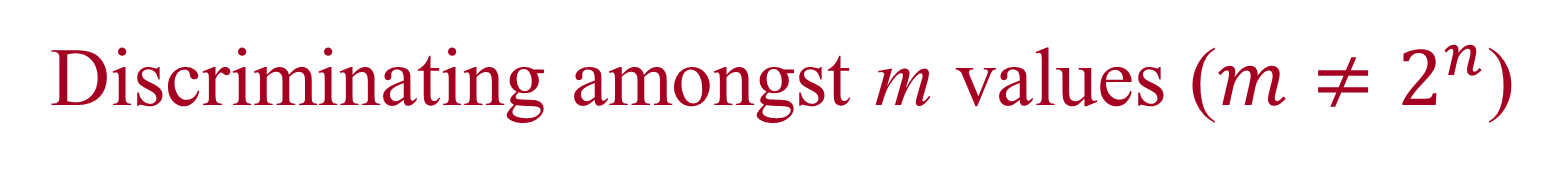 Discriminating amongst m values (m ≠ 2ⁿ)